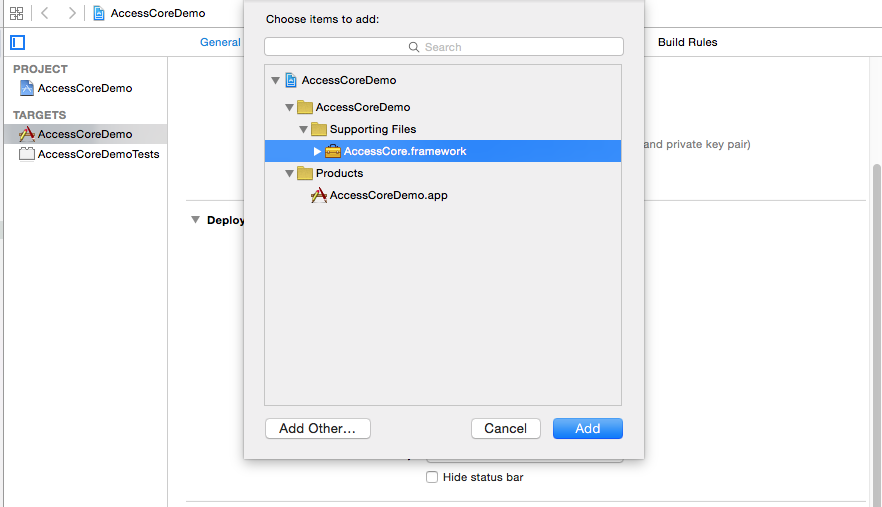 AccessCoreDemo
Choose items to add:
General
Search
Build Rules
PROJECT
AccessCoreDemo
TARGETS
AccessCoreDemo
AccessCoreDemoTests
AccessCoreDemo
AccessCoreDemo
Supporting Files
AccessCore.framework
Products
AccessCoreDemo.app
and private key pair)
Deploy
Add Other...
Cancel
Add
Hide status bar